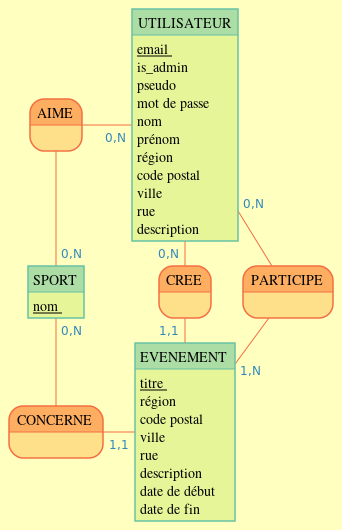 UTILISATEUR
email
is_admin
pseudo
mot de passe
nom
prénom
région
code postal
ville
rue
description
AIME
0,N
0,N
0,N
0,N
SPORT
nom
CREE
PARTICIPE
0,N
1,1
EVENEMENT
1,N
titre
région
code postal
ville
rue
description
date de début
date de fin
CONCERNE
1,1